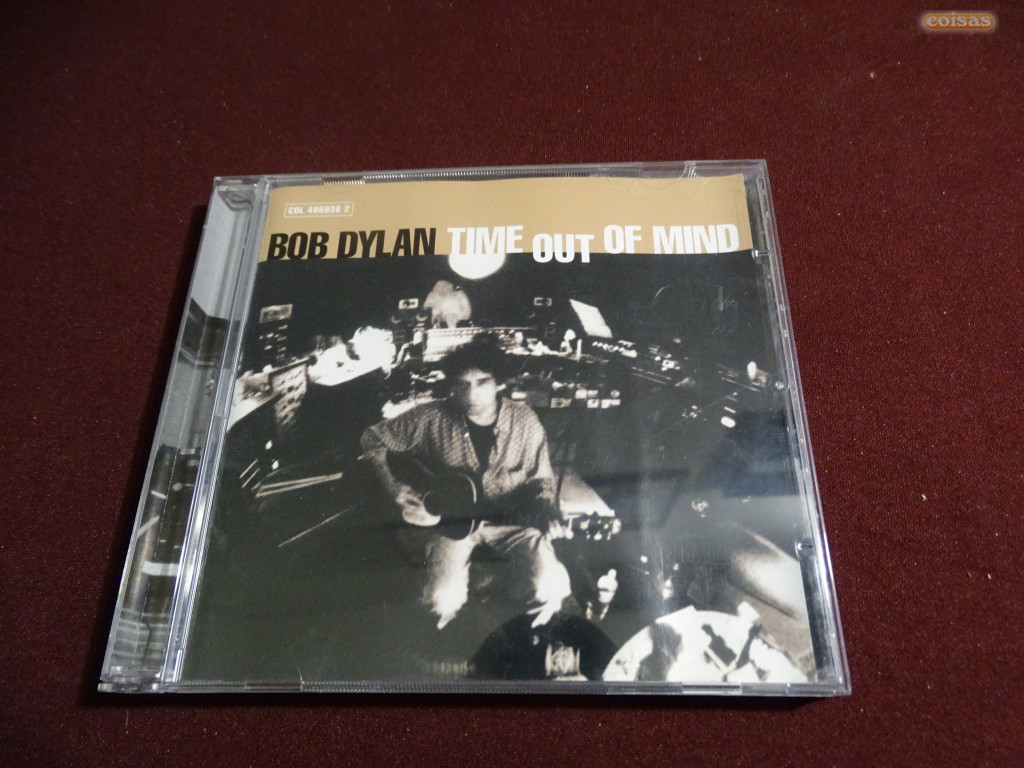 coisas
COL 486936 2
BOB DYLAN TIME OUT OF MIND